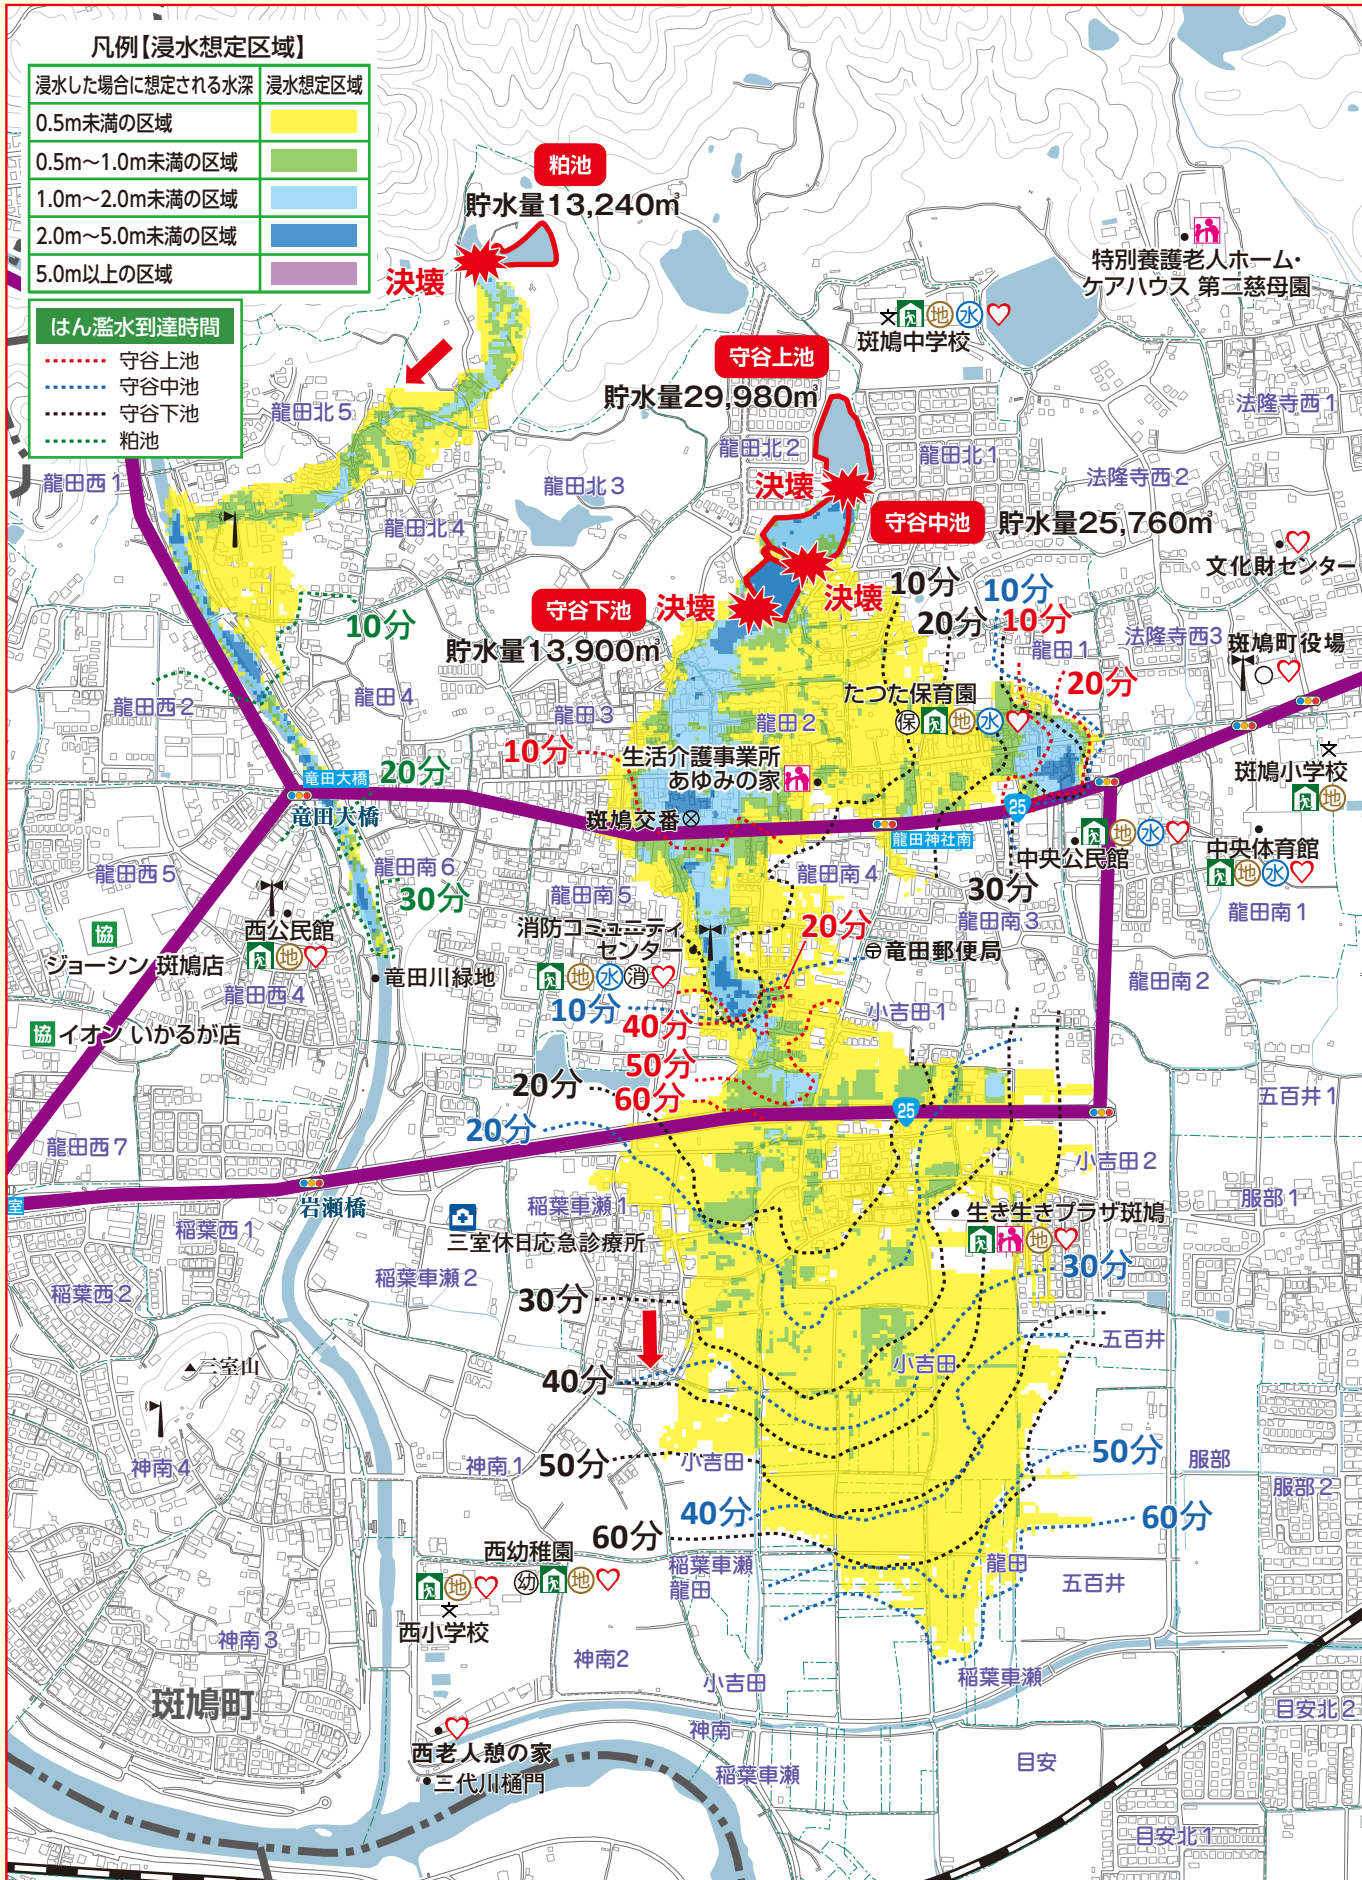 凡例【浸水想定区域】
浸水した場合に想定される水深 浸水想定区域
0.5m未満の区域
0.5m～1.0m未満の区域
1.0m～2.0m未満の区域
2.0m～5.0m未満の区域
5.0m以上の区域
はん濫水到達時間
守谷上池
守谷中池
守谷下池
粕池
粕池
貯水量13,240㎥
決壊
特別養護老人ホーム・
ケアハウス 第二慈母園
文 地 水
斑鳩中学校
守谷上池
貯水量29,980㎥
龍田北5
龍田北2
龍田北1
法隆寺西1
龍田西1
龍田北3
決壊
法隆寺西2
龍田北4
守谷中池
貯水量25,760㎥
文化財センター
決壊
10分
10分
守谷下池
決壊
貯水量13,900㎥
10分
20分
10分
龍田1
法隆寺西3
斑鳩町役場
龍田西2
龍田4
龍田3
龍田2
たつた保育園
保 地 水
20分
10分
生活介護事業所
あゆみの家
竜田大橋
20分
竜田大橋
斑鳩交番
25
龍田神社南
文
斑鳩小学校
地
地 水
中央公民館
中央体育館
地 水
龍田西5
龍田南6
30分
龍田南5
龍田南4
30分
龍田南3
龍田南1
西公民館
地
消防コミュニティ
センター
地 水 消
20分
竜田郵便局
協
ジョーシン 斑鳩店
龍田西4
竜田川緑地
龍田南2
協 イオン いかるが店
10分
40分
小吉田1
50分
20分
60分
五百井1
25
20分
龍田西7
小吉田2
室
岩瀬橋
稲葉車瀬1
生き生きプラザ斑鳩
地
服部1
稲葉西1
三室休日応急診療所
稲葉西2
稲葉車瀬2
30分
30分
三室山
五百井
小吉田
40分
神南4
神南1
50分
小吉田
50分
服部
服部2
40分
60分
60分
西幼稚園
地
幼 地
稲葉車瀬
龍田
龍田
五百井
文
西小学校
神南3
神南2
小吉田
稲葉車瀬
斑鳩町
目安北2
神南
西老人憩の家
三代川樋門
稲葉車瀬
目安
目安北1